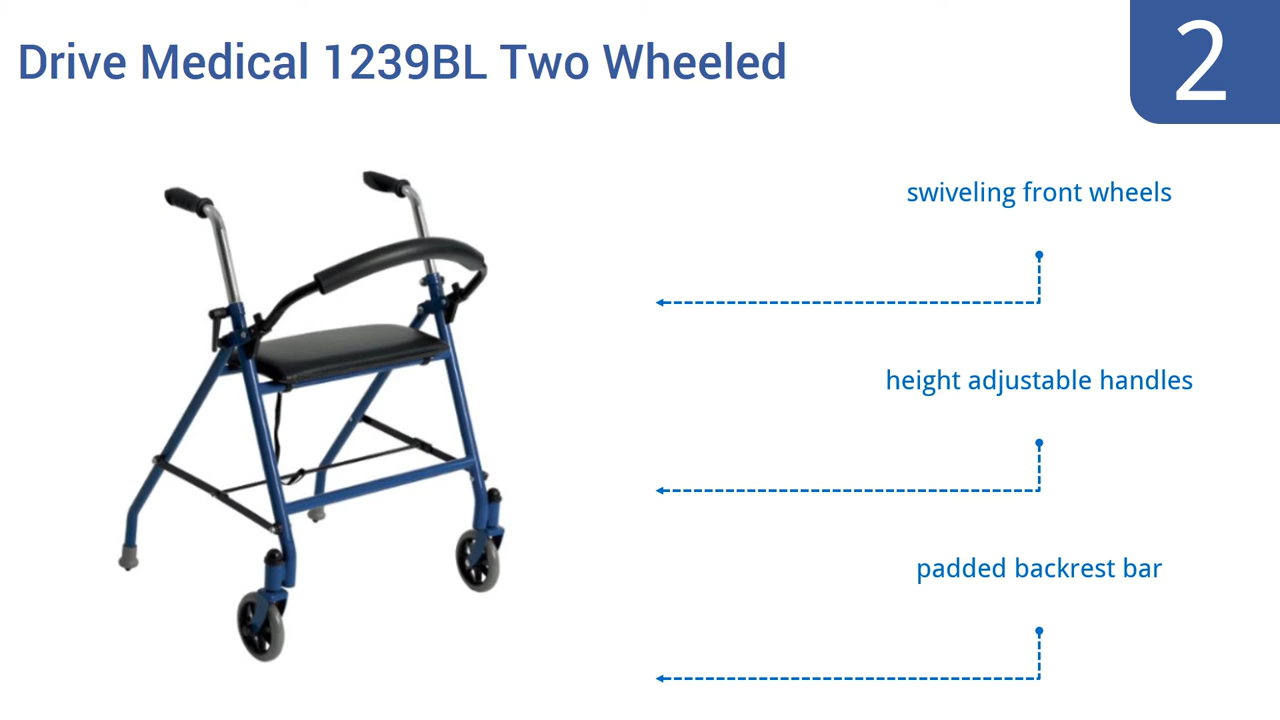 Drive Medical 1239BL Two Wheeled
2
swiveling front wheels
height adjustable handles
padded backrest bar